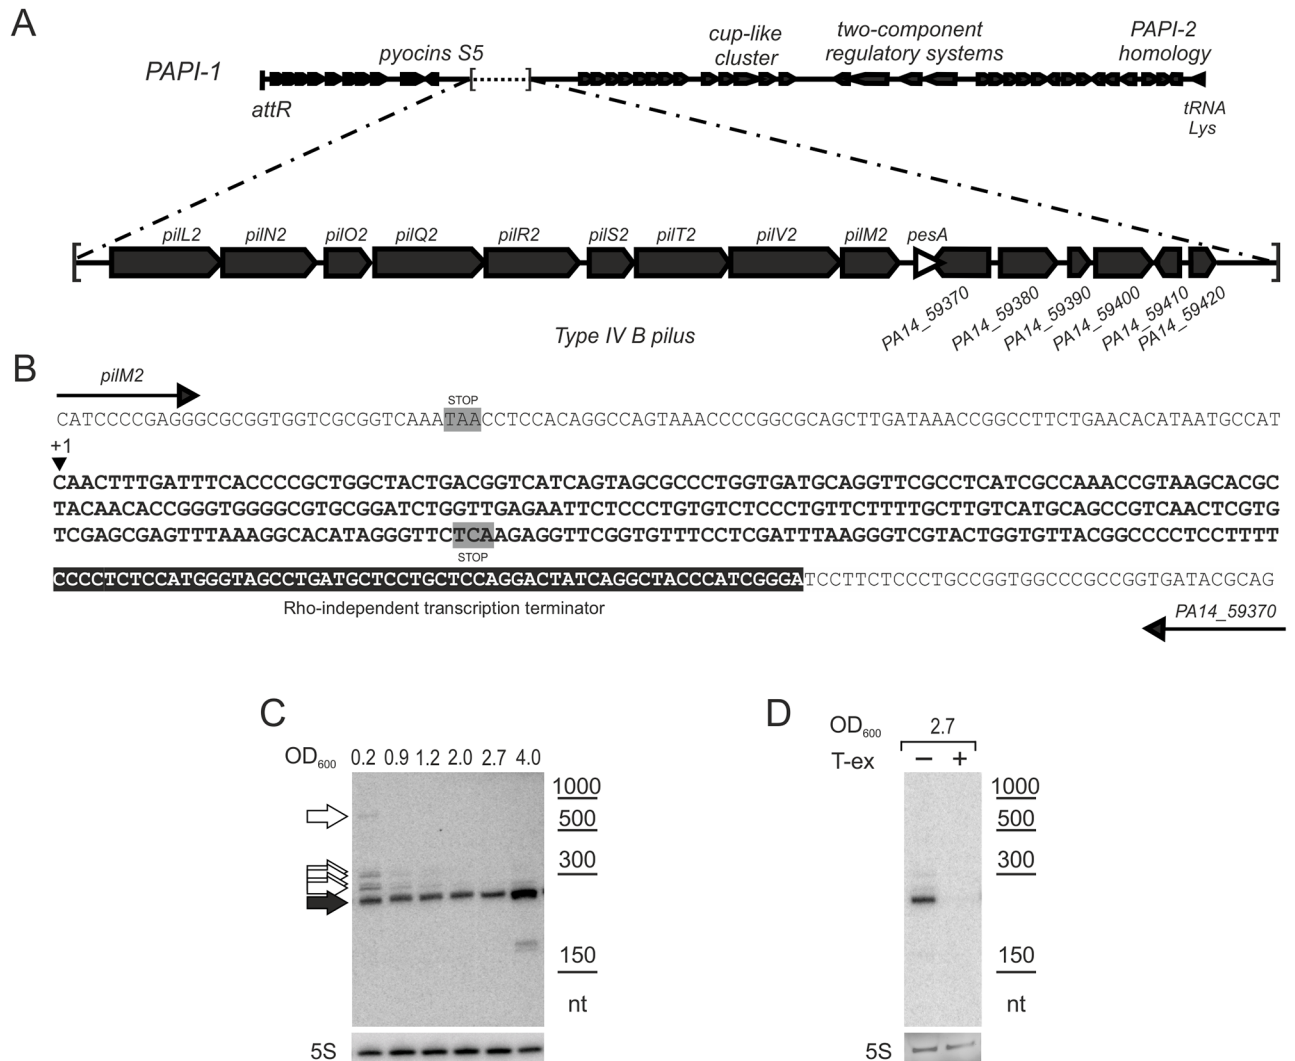 A
PAPI-1
attR
pyocins S5
cup-like
cluster
two-component
regulatory systems
PAPI-2
homology
tRNA
Lys
[ ]
pilL2 pilN2 pilO2 pilQ2 pilR2 pilS2 pilT2 pilV2 pilM2 pesA
PA14_59370 PA14_59380 PA14_59390 PA14_59400 PA14_59410 PA14_59420
Type IV B pilus
B
pilM2
STOP
CATCCCCGAGGGCGCGGTGGTCGCGGTCAAATAACCTCCACAGGCCAGTAAACCCCGGCGCAGCTTGATAAACCGGCCTTCTGAACACATAATGCCAT
+1
CAACTTTGATTTCACCCCGCTGGCTACTGACGGTCATCAGTAGCGCCCTGGTGATGCAGGTTCGCCTCATCGCCAAACCGTAAGCACGC
TACAACACCGGGTGGGGCGTGCGGATCTGGTTGAGAATTCTCCCTGTGTCTCCCTGTTCTTTTGCTTGTCATGCAGCCGTCAACTCGTG
TCGAGCGAGTTTAAAGGCACATAGGGTTCTCAAGAGGTTCGGTGTTTCCTCGATTTAAGGGTCGTACTGGTGTTACGGCCCCTCCTTTT
STOP
CCCCTCTCCATGGGTAGCCTGATGCTCCTGCTCCAGGACTATCAGGCTACCCATCGGGATCCTTCTCCCTGCCGGTGGCCCGCCGGTGATACGCAG
Rho-independent transcription terminator
PA14_59370
C
OD600 0.2 0.9 1.2 2.0 2.7 4.0
1000
500
300
150
nt
5S
D
OD600 2.7
T-ex − +
1000
500
300
150
nt
5S